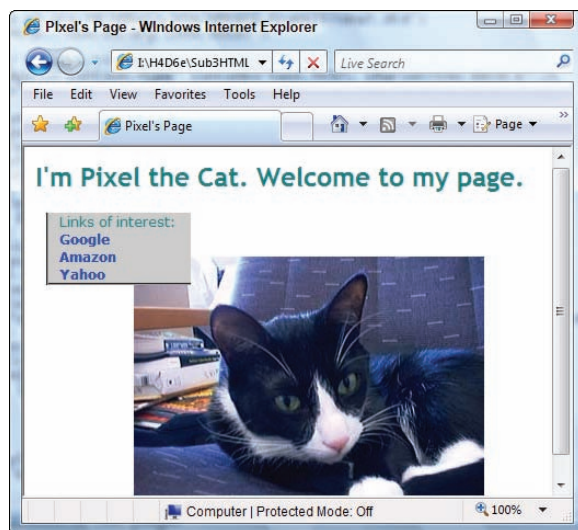 PIxel's Page - WIndows Internet Explorer
I:\H4D6e\Sub3HTML
Live Search
File Edit View Favorites Tools Help
Pixel's Page
Page
I'm Pixel the Cat. Welcome to my page.
Links of interest:
Google
Amazon
Yahoo
Computer | Protected Mode: Off
100%